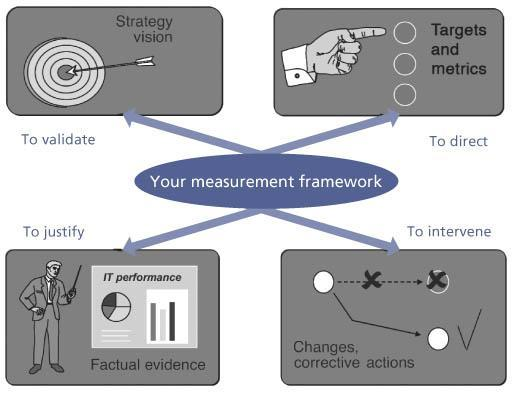 Strategy
vision
Targets
and
metrics
To validate
To direct
Your measurement framework
To justify
To intervene
IT performance
Factual evidence
Changes,
corrective actions